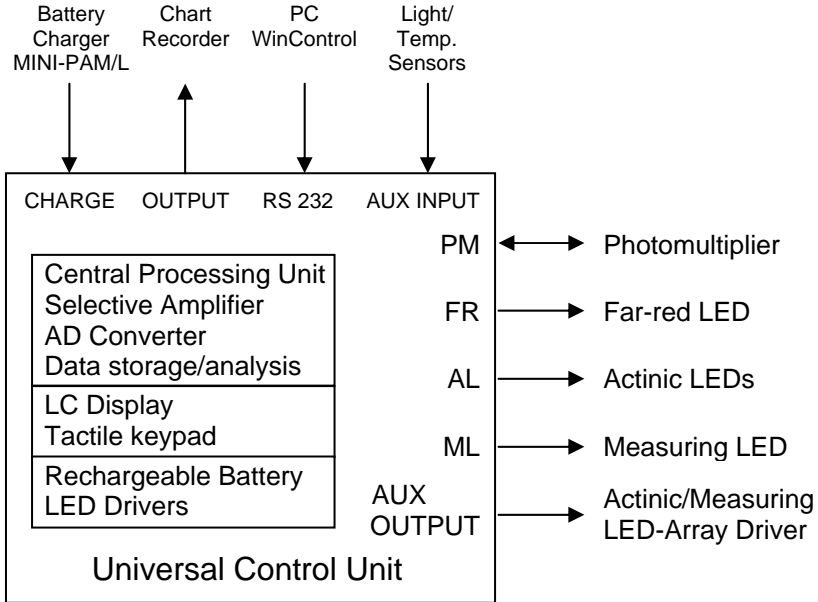 Battery
Charger
MINI-PAM/L
Chart
Recorder
PC
WinControl
Light/
Temp.
Sensors
CHARGE OUTPUT RS 232 AUX INPUT
Central Processing Unit
Selective Amplifier
AD Converter
Data storage/analysis
LC Display
Tactile keypad
Rechargeable Battery
LED Drivers
PM Photomultiplier
FR Far-red LED
AL Actinic LEDs
ML Measuring LED
AUX
OUTPUT
Actinic/Measuring
LED-Array Driver
Universal Control Unit